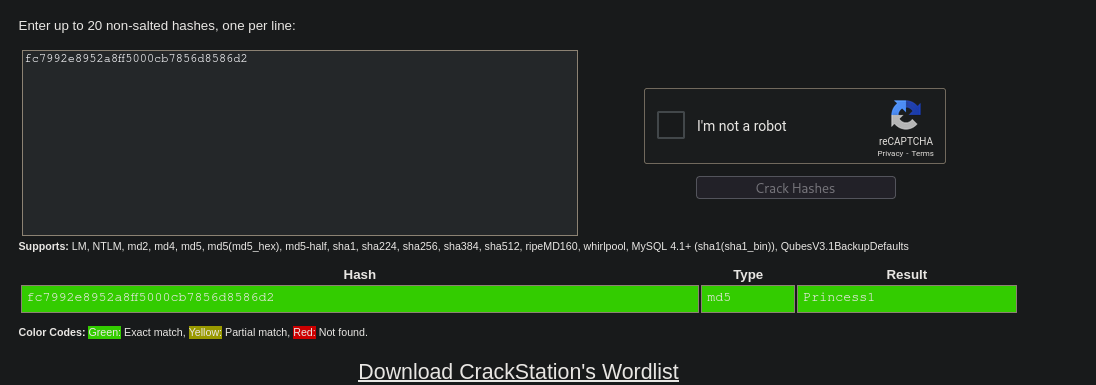 Enter up to 20 non-salted hashes, one per line:
fc7992e8952a8ff5000cb7856d8586d2
I'm not a robot
reCAPTCHA
Privacy - Terms
Crack Hashes
Supports: LM, NTLM, md2, md4, md5, md5(md5_hex), md5-half, sha1, sha224, sha256, sha384, sha512, ripeMD160, whirlpool, MySQL 4.1+ (sha1(sha1_bin)), QubesV3.1BackupDefaults
Hash Type Result
fc7992e8952a8ff5000cb7856d8586d2 md5 Princess1
Color Codes: Green: Exact match, Yellow: Partial match, Red: Not found.
Download CrackStation's Wordlist